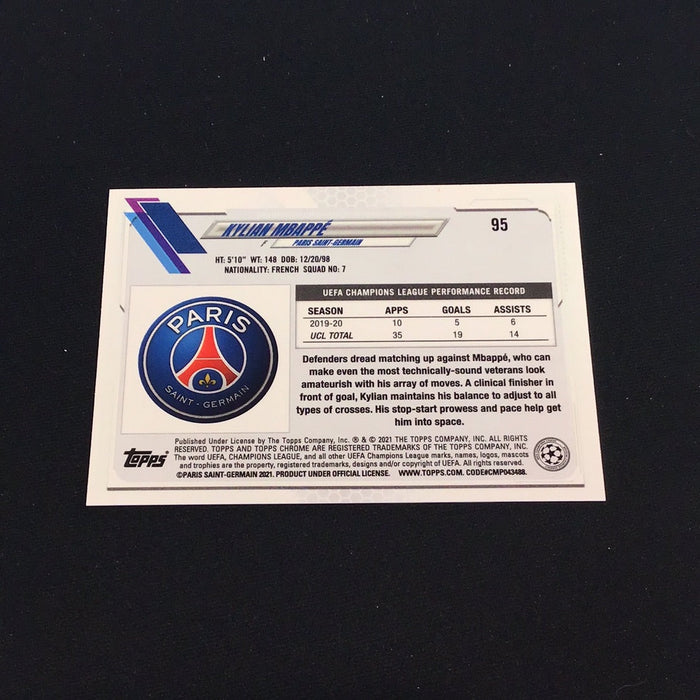 KYLIAN MBAPPÉ
95
F PARIS SAINT-GERMAIN
HT: 5'10" WT: 148 DOB: 12/20/98
NATIONALITY: FRENCH SQUAD NO: 7
PARIS
SAINT-GERMAIN
UEFA CHAMPIONS LEAGUE PERFORMANCE RECORD
SEASON APPS GOALS ASSISTS
2019-20 10 5 6
UCL TOTAL 35 19 14
Defenders dread matching up against Mbappé, who can
make even the most technically-sound veterans look
amateurish with his array of moves. A clinical finisher in
front of goal, Kylian maintains his balance to adjust to all
types of crosses. His stop-start prowess and pace help get
him into space.
Topps
Published Under License by The Topps Company, Inc. ® & © 2021 THE TOPPS COMPANY, INC. ALL RIGHTS
RESERVED. TOPPS AND TOPPS CHROME ARE REGISTERED TRADEMARKS OF THE TOPPS COMPANY, INC.
The word UEFA, CHAMPIONS LEAGUE, and all other UEFA Champions League marks, names, logos, mascots
and trophies are the property, registered trademarks, designs and/or copyright of UEFA. All rights reserved.
©PARIS SAINT-GERMAIN 2021. PRODUCT UNDER OFFICIAL LICENSE. WWW.TOPPS.COM. CODE#CMP043488.